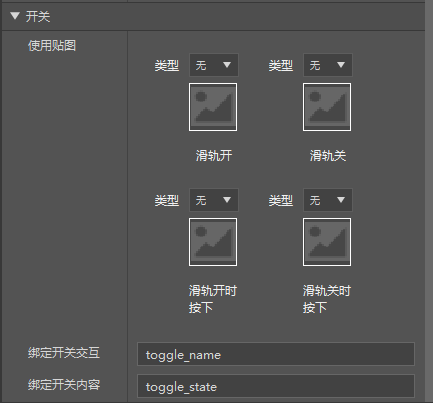 开关
使用贴图
类型 无 类型 无
滑轨开 滑轨关
类型 无 类型 无
滑轨开时 滑轨关时
按下 按下
绑定开关交互 toggle_name
绑定开关内容 toggle_state